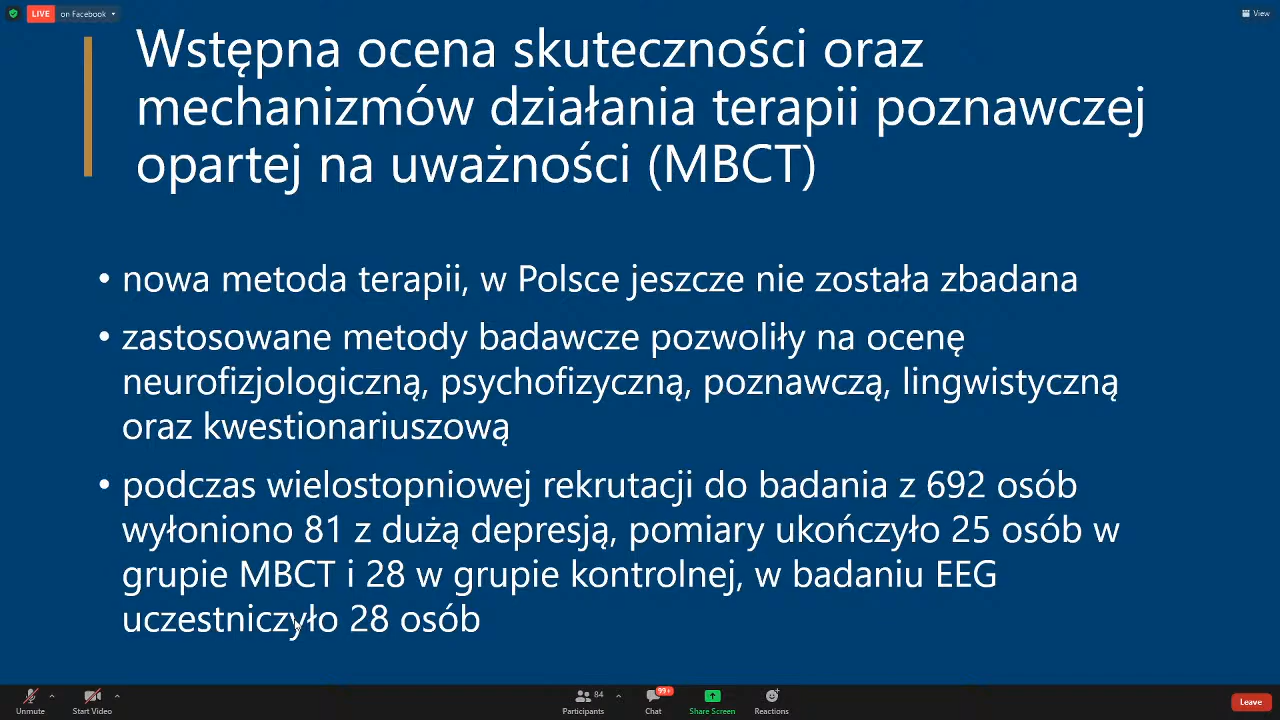 LIVE on Facebook
View
Wstępna ocena skuteczności oraz
mechanizmów działania terapii poznawczej
opartej na uważności (MBCT)
• nowa metoda terapii, w Polsce jeszcze nie została zbadana
• zastosowane metody badawcze pozwoliły na ocenę
neurofizjologiczną, psychofizyczną, poznawczą, lingwistyczną
oraz kwestionariuszową
• podczas wielostopniowej rekrutacji do badania z 692 osób
wyłoniono 81 z dużą depresją, pomiary ukończyło 25 osób w
grupie MBCT i 28 w grupie kontrolnej, w badaniu EEG
uczestniczyło 28 osób
84
99+
Unmute
Start Video
Participants
Chat
Share Screen
Reactions
Leave